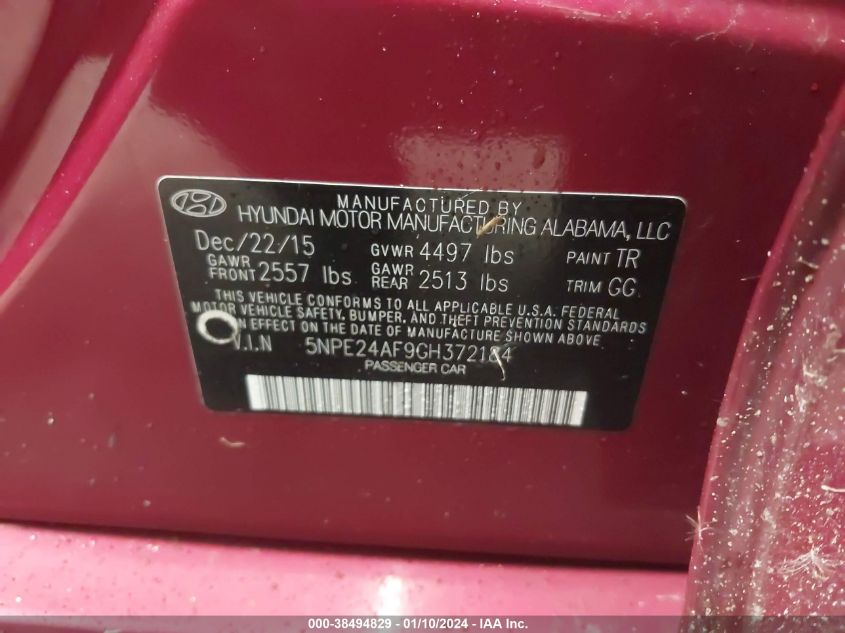 MANUFACTURED BY
HYUNDAI MOTOR MANUFACTURING ALABAMA, LLC
Dec/22/15 GVWR 4497 lbs PAINT TR
GAWR FRONT 2557 lbs GAWR REAR 2513 lbs TRIM GG
THIS VEHICLE CONFORMS TO ALL APPLICABLE U.S.A. FEDERAL
MOTOR VEHICLE SAFETY, BUMPER, AND THEFT PREVENTION STANDARDS
IN EFFECT ON THE DATE OF MANUFACTURE SHOWN ABOVE.
V.I.N 5NPE24AF9GH372184
PASSENGER CAR
000-38494829 - 01/10/2024 - IAA Inc.